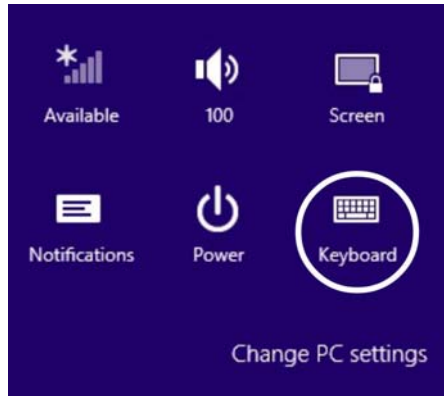 Available 100 Screen
Notifications Power Keyboard
Change PC settings